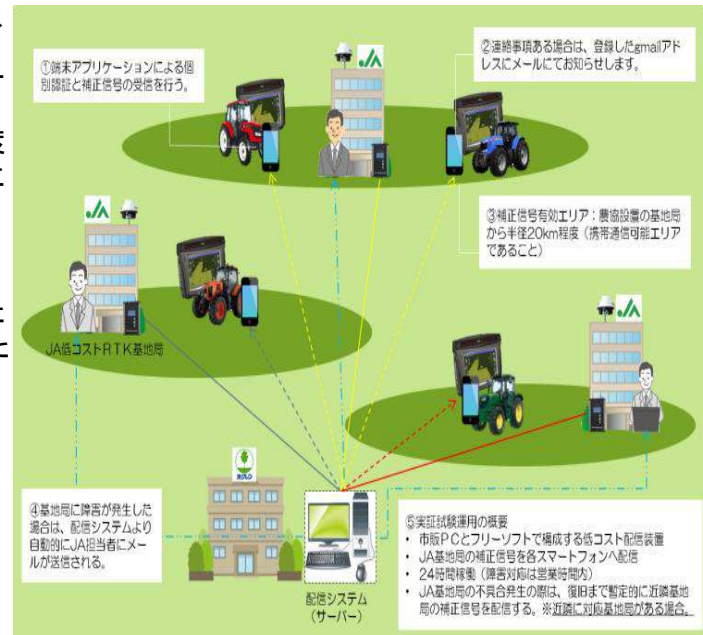 ①端末アプリケーションによる個
別認証と補正信号の受信を行う。
JA
②連絡事項ある場合は、登録したgmailアド
レスにメールにてお知らせします。
③補正信号有効エリア：農協設置の基地局
から半径20km程度（携帯通信可能エリア
であること）
JA
JA低コストRTK基地局
JA
④基地局に障害が発生した
場合は、配信システムより
自動的にJA担当者にメー
ルが送信される。
配信システム
（サーバー）
⑤実証試験運用の概要
• 市販PCとフリーソフトで構成する低コスト配信装置
• JA基地局の補正信号を各スマートフォンへ配信
• 24時間稼働（障害対応は営業時間内）
• JA基地局の不具合発生の際は、復旧まで暫定的に近隣基地
局の補正信号を配信する。※近隣に対応基地局がある場合。